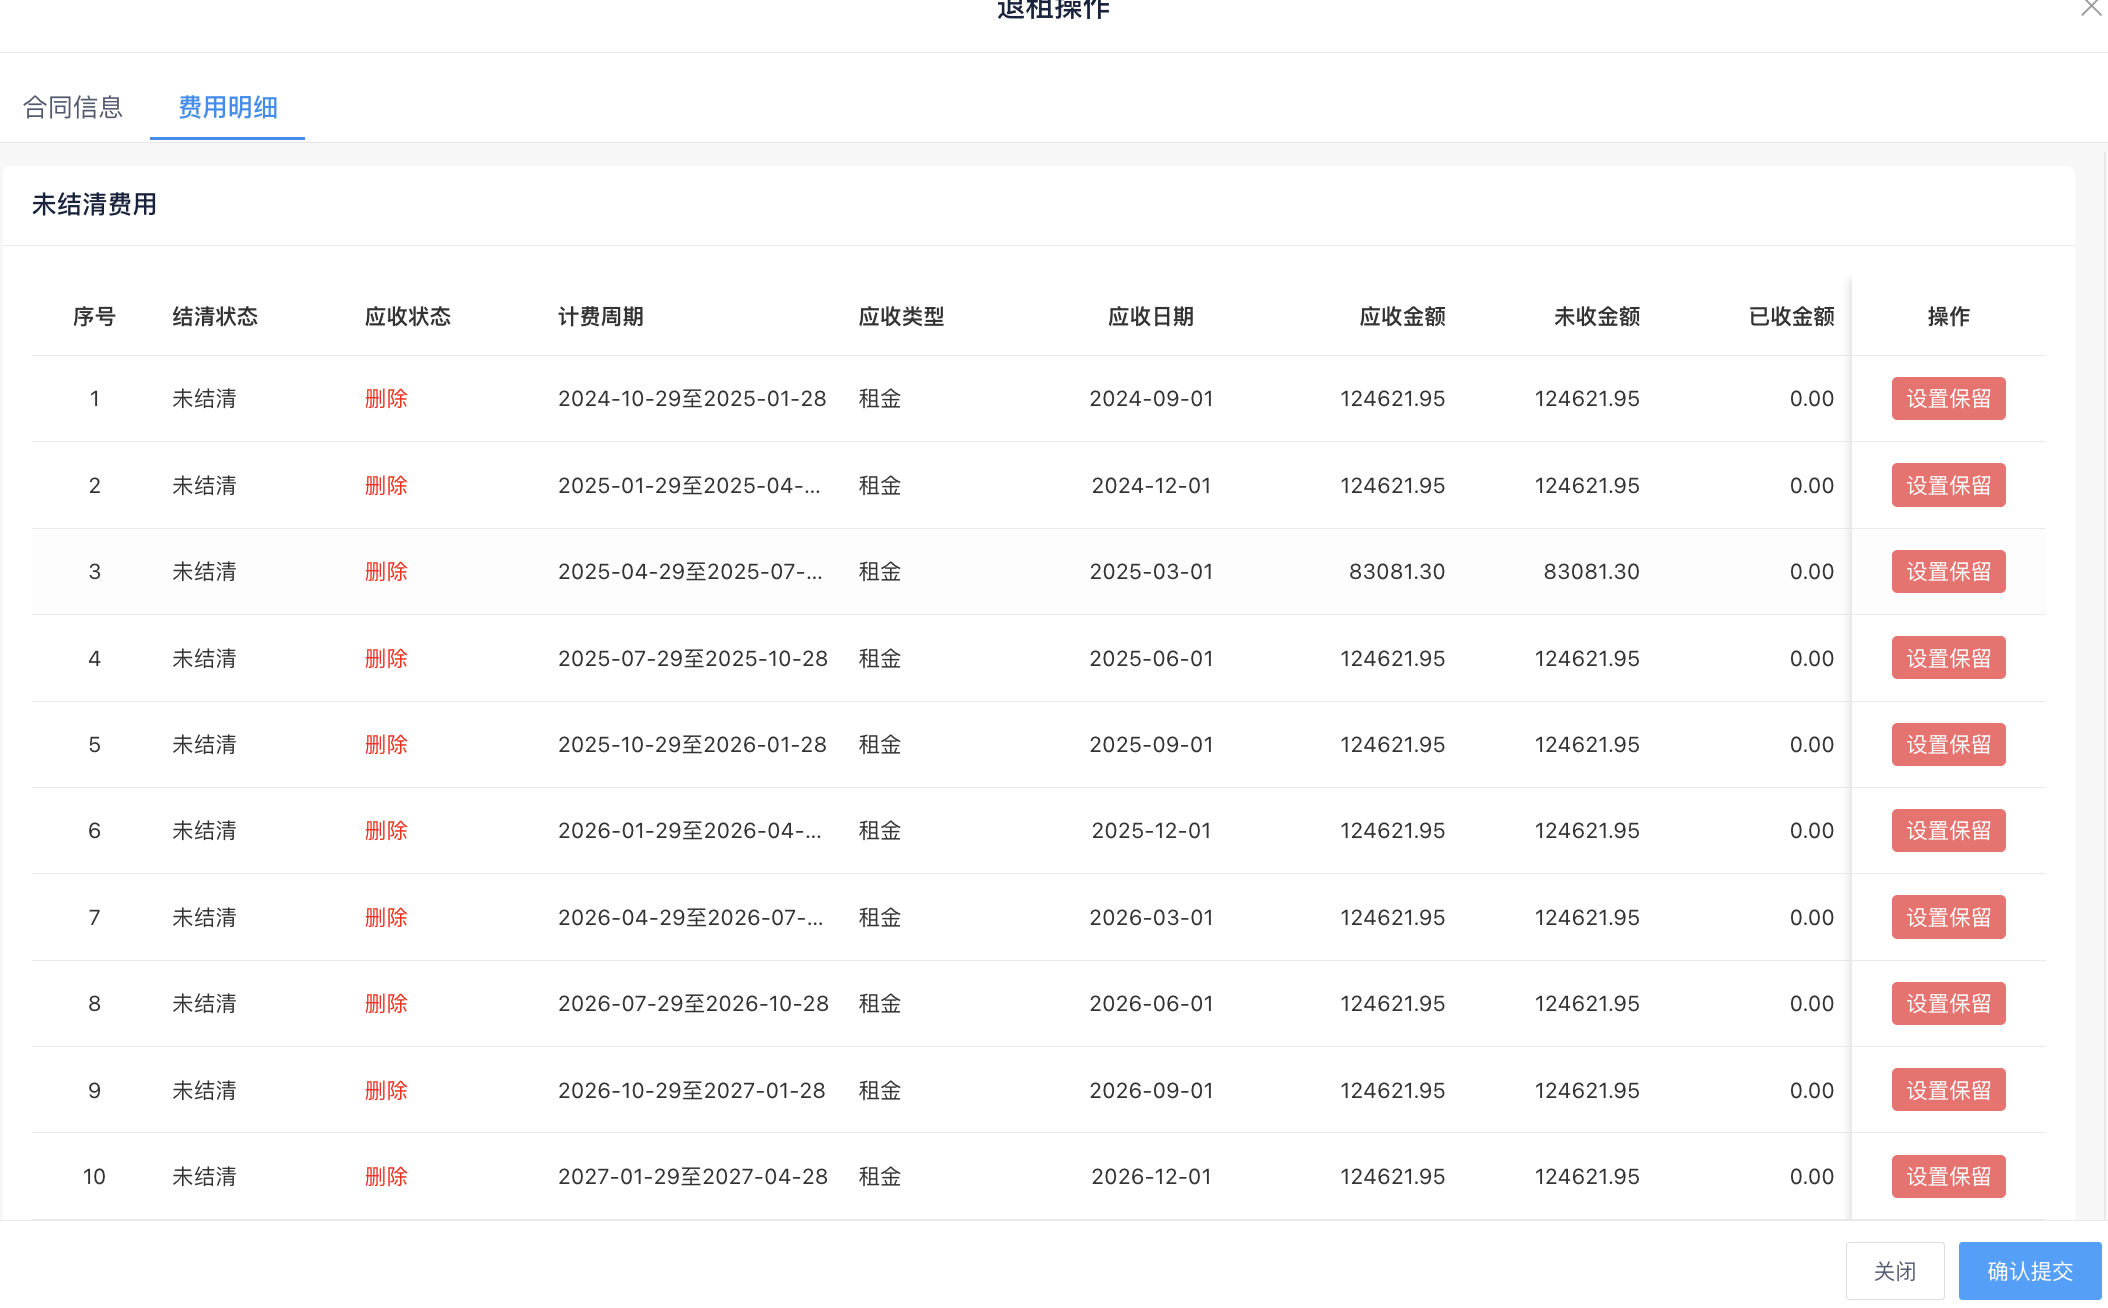 退租操作
合同信息 费用明细
未结清费用
序号 结清状态 应收状态 计费周期 应收类型 应收日期 应收金额 未收金额 已收金额 操作
1 未结清 删除 2024-10-29至2025-01-28 租金 2024-09-01 124621.95 124621.95 0.00 设置保留
2 未结清 删除 2025-01-29至2025-04-... 租金 2024-12-01 124621.95 124621.95 0.00 设置保留
3 未结清 删除 2025-04-29至2025-07-... 租金 2025-03-01 83081.30 83081.30 0.00 设置保留
4 未结清 删除 2025-07-29至2025-10-28 租金 2025-06-01 124621.95 124621.95 0.00 设置保留
5 未结清 删除 2025-10-29至2026-01-28 租金 2025-09-01 124621.95 124621.95 0.00 设置保留
6 未结清 删除 2026-01-29至2026-04-... 租金 2025-12-01 124621.95 124621.95 0.00 设置保留
7 未结清 删除 2026-04-29至2026-07-... 租金 2026-03-01 124621.95 124621.95 0.00 设置保留
8 未结清 删除 2026-07-29至2026-10-28 租金 2026-06-01 124621.95 124621.95 0.00 设置保留
9 未结清 删除 2026-10-29至2027-01-28 租金 2026-09-01 124621.95 124621.95 0.00 设置保留
10 未结清 删除 2027-01-29至2027-04-28 租金 2026-12-01 124621.95 124621.95 0.00 设置保留
关闭 确认提交